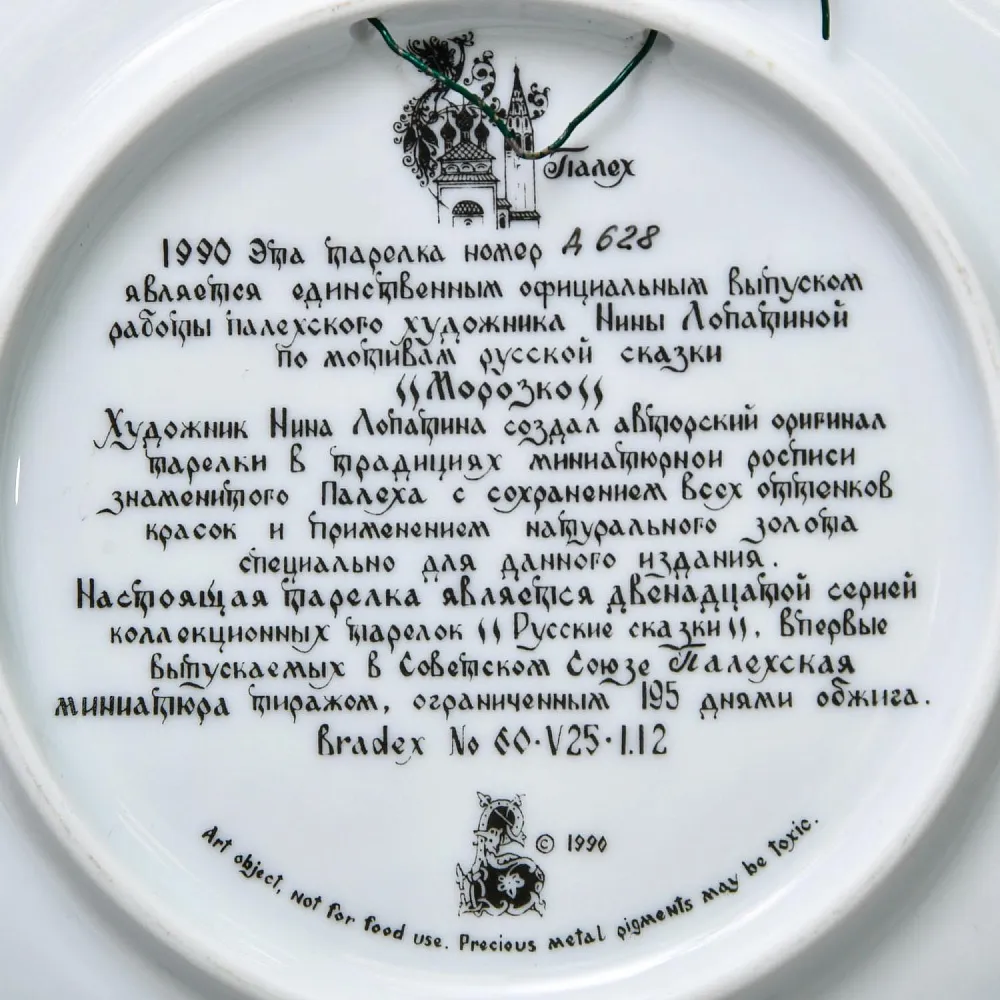 Палех
1990 Эта тарелка номер А 628
является единственным официальным выпуском
работы палехского художника Нины Лопатиной
по мотивам русской сказки
"Морозко"
Художник Нина Лопатина создал авторский оригинал
тарелки в традициях миниатюрной росписи
знаменитого Палеха с сохранением всех оттенков
красок и применением натурального золота
специально для данного издания.
Настоящая тарелка является двенадцатой серией
коллекционных тарелок "Русские сказки". Впервые
выпускаемых в Советском Союзе Палехская
миниатюра тиражом, ограниченным 195 днями обжига.
Bradex No 60·V25·1.12
© 1990
Art object, not for food use. Precious metal pigments may be toxic.